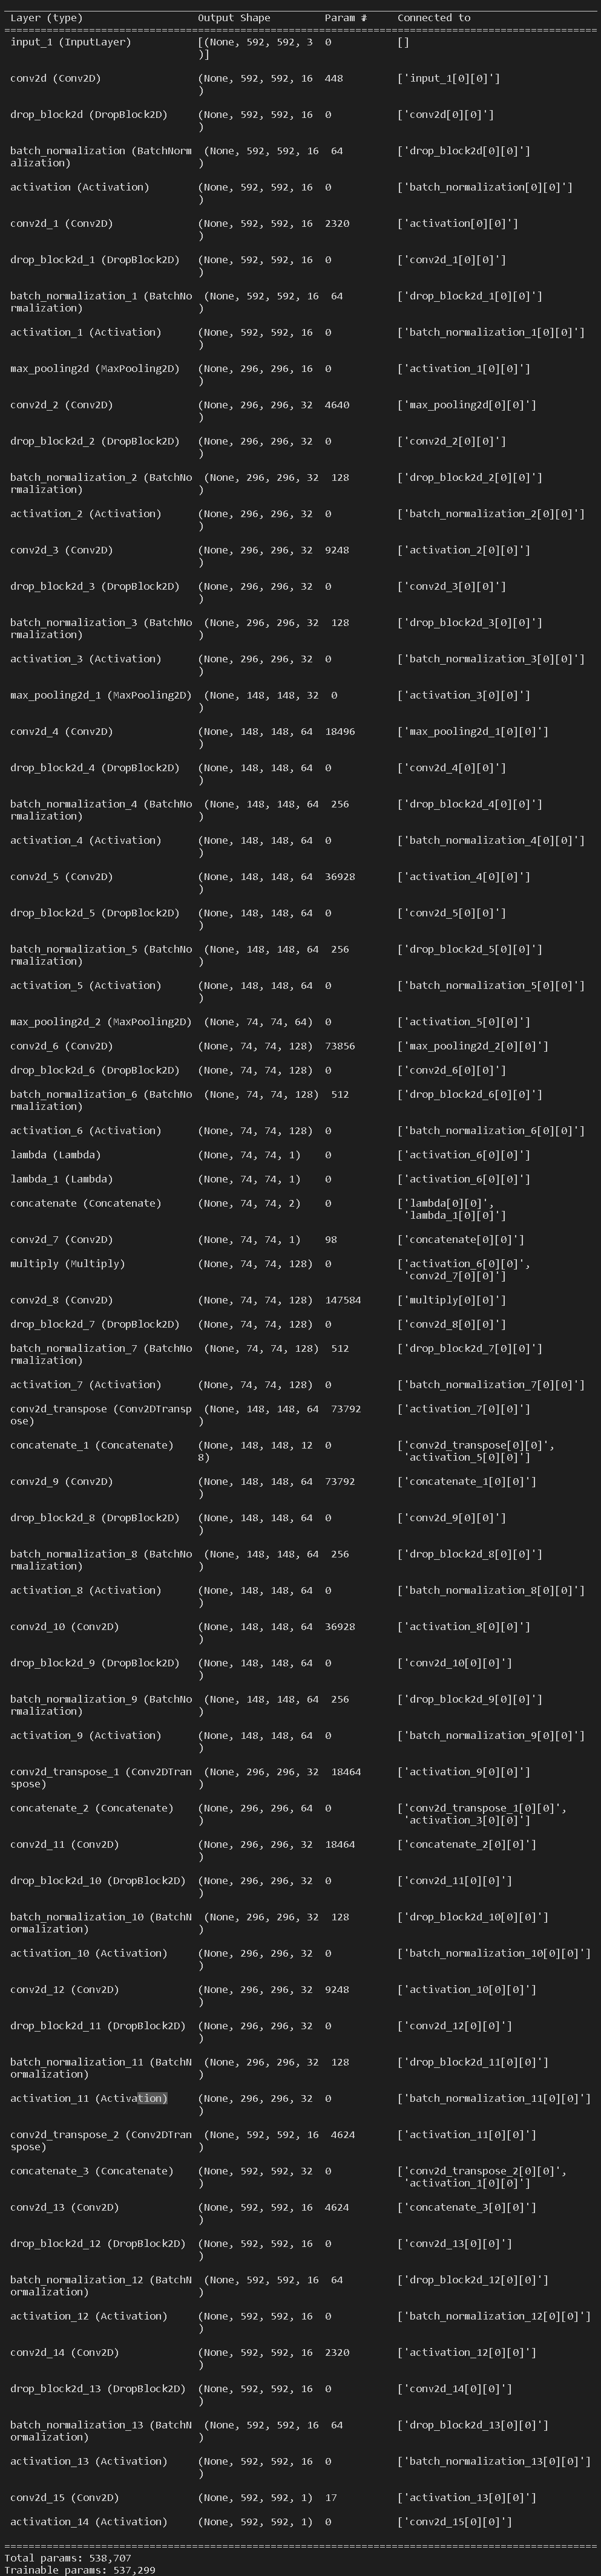 Layer (type) Output Shape Param # Connected to
==================================================================================================
input_1 (InputLayer) [(None, 592, 592, 3 0 []
)]
conv2d (Conv2D) (None, 592, 592, 16 448 ['input_1[0][0]']
)
drop_block2d (DropBlock2D) (None, 592, 592, 16 0 ['conv2d[0][0]']
)
batch_normalization (BatchNorm (None, 592, 592, 16 64 ['drop_block2d[0][0]']
alization) )
activation (Activation) (None, 592, 592, 16 0 ['batch_normalization[0][0]']
)
conv2d_1 (Conv2D) (None, 592, 592, 16 2320 ['activation[0][0]']
)
drop_block2d_1 (DropBlock2D) (None, 592, 592, 16 0 ['conv2d_1[0][0]']
)
batch_normalization_1 (BatchNo (None, 592, 592, 16 64 ['drop_block2d_1[0][0]']
rmalization) )
activation_1 (Activation) (None, 592, 592, 16 0 ['batch_normalization_1[0][0]']
)
max_pooling2d (MaxPooling2D) (None, 296, 296, 16 0 ['activation_1[0][0]']
)
conv2d_2 (Conv2D) (None, 296, 296, 32 4640 ['max_pooling2d[0][0]']
)
drop_block2d_2 (DropBlock2D) (None, 296, 296, 32 0 ['conv2d_2[0][0]']
)
batch_normalization_2 (BatchNo (None, 296, 296, 32 128 ['drop_block2d_2[0][0]']
rmalization) )
activation_2 (Activation) (None, 296, 296, 32 0 ['batch_normalization_2[0][0]']
)
conv2d_3 (Conv2D) (None, 296, 296, 32 9248 ['activation_2[0][0]']
)
drop_block2d_3 (DropBlock2D) (None, 296, 296, 32 0 ['conv2d_3[0][0]']
)
batch_normalization_3 (BatchNo (None, 296, 296, 32 128 ['drop_block2d_3[0][0]']
rmalization) )
activation_3 (Activation) (None, 296, 296, 32 0 ['batch_normalization_3[0][0]']
)
max_pooling2d_1 (MaxPooling2D) (None, 148, 148, 32 0 ['activation_3[0][0]']
)
conv2d_4 (Conv2D) (None, 148, 148, 64 18496 ['max_pooling2d_1[0][0]']
)
drop_block2d_4 (DropBlock2D) (None, 148, 148, 64 0 ['conv2d_4[0][0]']
)
batch_normalization_4 (BatchNo (None, 148, 148, 64 256 ['drop_block2d_4[0][0]']
rmalization) )
activation_4 (Activation) (None, 148, 148, 64 0 ['batch_normalization_4[0][0]']
)
conv2d_5 (Conv2D) (None, 148, 148, 64 36928 ['activation_4[0][0]']
)
drop_block2d_5 (DropBlock2D) (None, 148, 148, 64 0 ['conv2d_5[0][0]']
)
batch_normalization_5 (BatchNo (None, 148, 148, 64 256 ['drop_block2d_5[0][0]']
rmalization) )
activation_5 (Activation) (None, 148, 148, 64 0 ['batch_normalization_5[0][0]']
)
max_pooling2d_2 (MaxPooling2D) (None, 74, 74, 64) 0 ['activation_5[0][0]']
conv2d_6 (Conv2D) (None, 74, 74, 128) 73856 ['max_pooling2d_2[0][0]']
drop_block2d_6 (DropBlock2D) (None, 74, 74, 128) 0 ['conv2d_6[0][0]']
batch_normalization_6 (BatchNo (None, 74, 74, 128) 512 ['drop_block2d_6[0][0]']
rmalization)
activation_6 (Activation) (None, 74, 74, 128) 0 ['batch_normalization_6[0][0]']
lambda (Lambda) (None, 74, 74, 1) 0 ['activation_6[0][0]']
lambda_1 (Lambda) (None, 74, 74, 1) 0 ['activation_6[0][0]']
concatenate (Concatenate) (None, 74, 74, 2) 0 ['lambda[0][0]',
'lambda_1[0][0]']
conv2d_7 (Conv2D) (None, 74, 74, 1) 98 ['concatenate[0][0]']
multiply (Multiply) (None, 74, 74, 128) 0 ['activation_6[0][0]',
'conv2d_7[0][0]']
conv2d_8 (Conv2D) (None, 74, 74, 128) 147584 ['multiply[0][0]']
drop_block2d_7 (DropBlock2D) (None, 74, 74, 128) 0 ['conv2d_8[0][0]']
batch_normalization_7 (BatchNo (None, 74, 74, 128) 512 ['drop_block2d_7[0][0]']
rmalization)
activation_7 (Activation) (None, 74, 74, 128) 0 ['batch_normalization_7[0][0]']
conv2d_transpose (Conv2DTransp (None, 148, 148, 64 73792 ['activation_7[0][0]']
ose) )
concatenate_1 (Concatenate) (None, 148, 148, 12 0 ['conv2d_transpose[0][0]',
8) 'activation_5[0][0]']
conv2d_9 (Conv2D) (None, 148, 148, 64 73792 ['concatenate_1[0][0]']
)
drop_block2d_8 (DropBlock2D) (None, 148, 148, 64 0 ['conv2d_9[0][0]']
)
batch_normalization_8 (BatchNo (None, 148, 148, 64 256 ['drop_block2d_8[0][0]']
rmalization) )
activation_8 (Activation) (None, 148, 148, 64 0 ['batch_normalization_8[0][0]']
)
conv2d_10 (Conv2D) (None, 148, 148, 64 36928 ['activation_8[0][0]']
)
drop_block2d_9 (DropBlock2D) (None, 148, 148, 64 0 ['conv2d_10[0][0]']
)
batch_normalization_9 (BatchNo (None, 148, 148, 64 256 ['drop_block2d_9[0][0]']
rmalization) )
activation_9 (Activation) (None, 148, 148, 64 0 ['batch_normalization_9[0][0]']
)
conv2d_transpose_1 (Conv2DTran (None, 296, 296, 32 18464 ['activation_9[0][0]']
spose) )
concatenate_2 (Concatenate) (None, 296, 296, 64 0 ['conv2d_transpose_1[0][0]',
) 'activation_3[0][0]']
conv2d_11 (Conv2D) (None, 296, 296, 32 18464 ['concatenate_2[0][0]']
)
drop_block2d_10 (DropBlock2D) (None, 296, 296, 32 0 ['conv2d_11[0][0]']
)
batch_normalization_10 (BatchN (None, 296, 296, 32 128 ['drop_block2d_10[0][0]']
ormalization) )
activation_10 (Activation) (None, 296, 296, 32 0 ['batch_normalization_10[0][0]']
)
conv2d_12 (Conv2D) (None, 296, 296, 32 9248 ['activation_10[0][0]']
)
drop_block2d_11 (DropBlock2D) (None, 296, 296, 32 0 ['conv2d_12[0][0]']
)
batch_normalization_11 (BatchN (None, 296, 296, 32 128 ['drop_block2d_11[0][0]']
ormalization) )
activation_11 (Activation) (None, 296, 296, 32 0 ['batch_normalization_11[0][0]']
)
conv2d_transpose_2 (Conv2DTran (None, 592, 592, 16 4624 ['activation_11[0][0]']
spose) )
concatenate_3 (Concatenate) (None, 592, 592, 32 0 ['conv2d_transpose_2[0][0]',
) 'activation_1[0][0]']
conv2d_13 (Conv2D) (None, 592, 592, 16 4624 ['concatenate_3[0][0]']
)
drop_block2d_12 (DropBlock2D) (None, 592, 592, 16 0 ['conv2d_13[0][0]']
)
batch_normalization_12 (BatchN (None, 592, 592, 16 64 ['drop_block2d_12[0][0]']
ormalization) )
activation_12 (Activation) (None, 592, 592, 16 0 ['batch_normalization_12[0][0]']
)
conv2d_14 (Conv2D) (None, 592, 592, 16 2320 ['activation_12[0][0]']
)
drop_block2d_13 (DropBlock2D) (None, 592, 592, 16 0 ['conv2d_14[0][0]']
)
batch_normalization_13 (BatchN (None, 592, 592, 16 64 ['drop_block2d_13[0][0]']
ormalization) )
activation_13 (Activation) (None, 592, 592, 16 0 ['batch_normalization_13[0][0]']
)
conv2d_15 (Conv2D) (None, 592, 592, 1) 17 ['activation_13[0][0]']
activation_14 (Activation) (None, 592, 592, 1) 0 ['conv2d_15[0][0]']
==================================================================================================
Total params: 538,707
Trainable params: 537,299